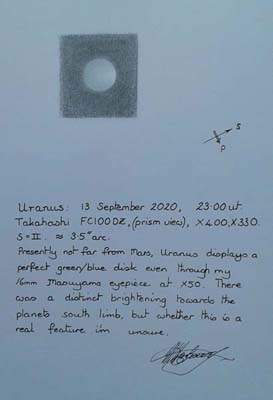 S
P
Uranus: 13 September 2020, 23.00 ut.
Takahashi FC100DZ, (prism view), X400, X330.
S=II. ≈ 3.5" arc.
Presently not far from Mars, Uranus displays a
perfect green/blue disk even through my
16mm Masuyama eyepiece at X50. There
was a distinct brightening towards the
planets south limb, but whether this is a
real feature i'm unsure.